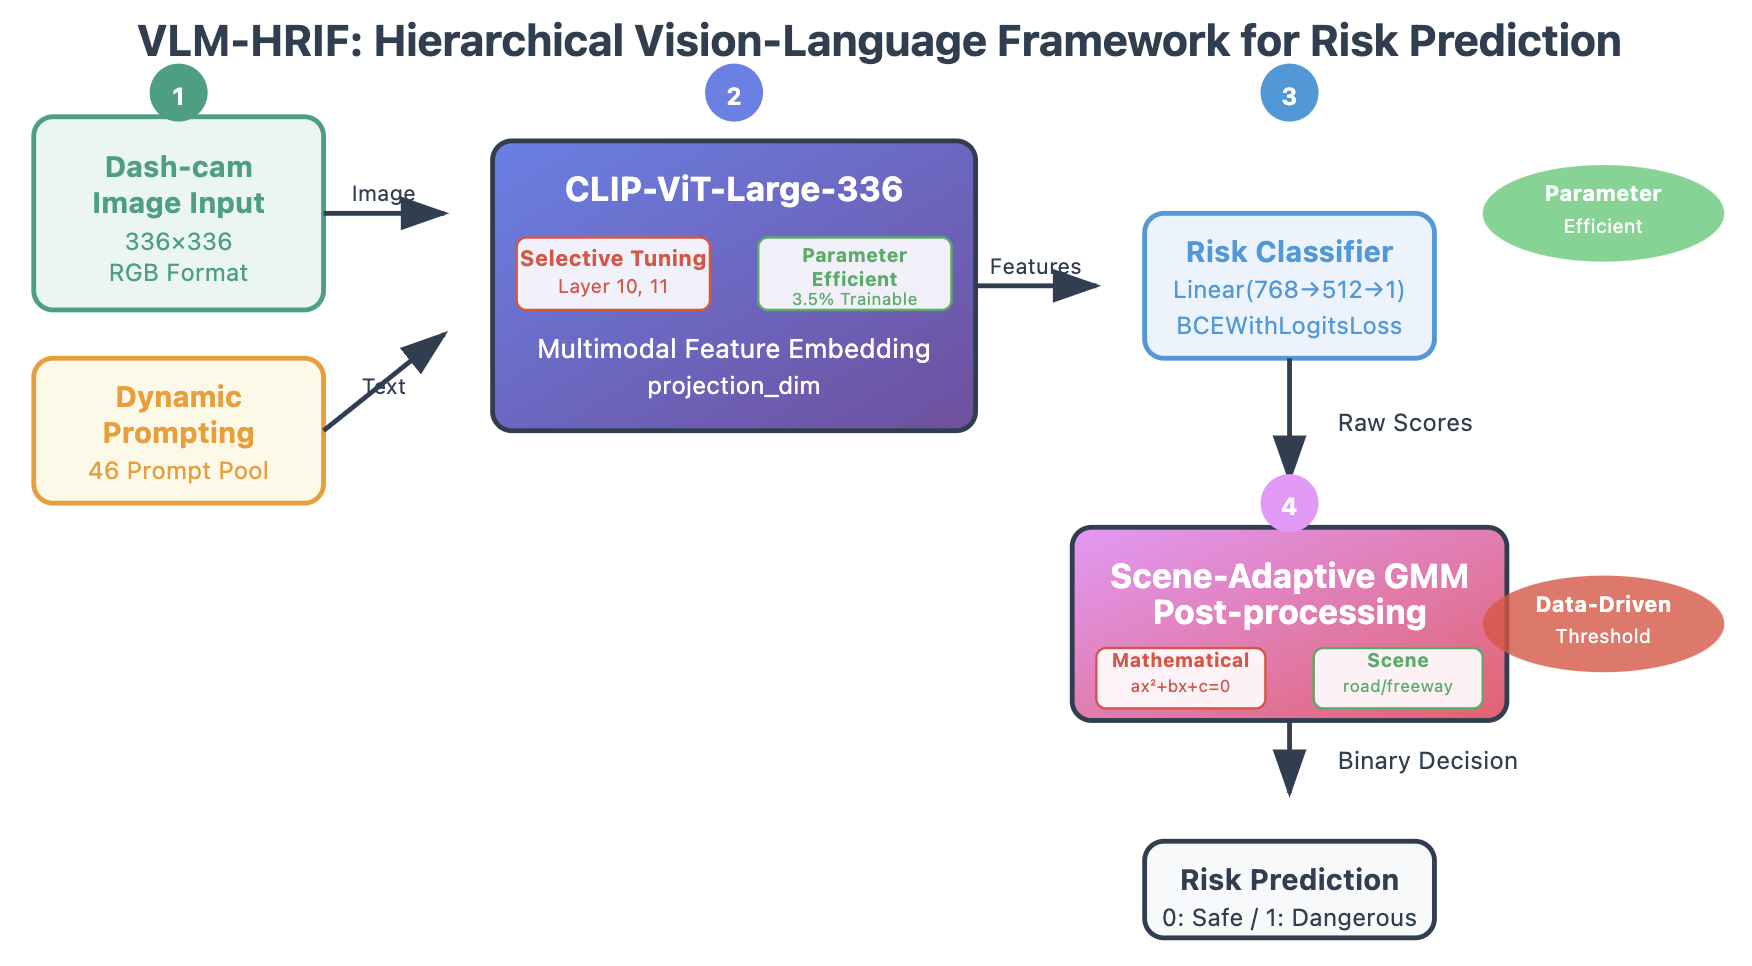 VLM-HRIF: Hierarchical Vision-Language Framework for Risk Prediction
1
2
3
Dash-cam
Image Input
336×336
RGB Format
Image
Dynamic
Prompting
46 Prompt Pool
Text
CLIP-ViT-Large-336
Selective Tuning
Layer 10, 11
Parameter
Efficient
3.5% Trainable
Multimodal Feature Embedding
projection_dim
Features
Risk Classifier
Linear(768→512→1)
BCEWithLogitsLoss
Parameter
Efficient
Raw Scores
4
Scene-Adaptive GMM
Post-processing
Mathematical
ax²+bx+c=0
Scene
road/freeway
Data-Driven
Threshold
Binary Decision
Risk Prediction
0: Safe / 1: Dangerous